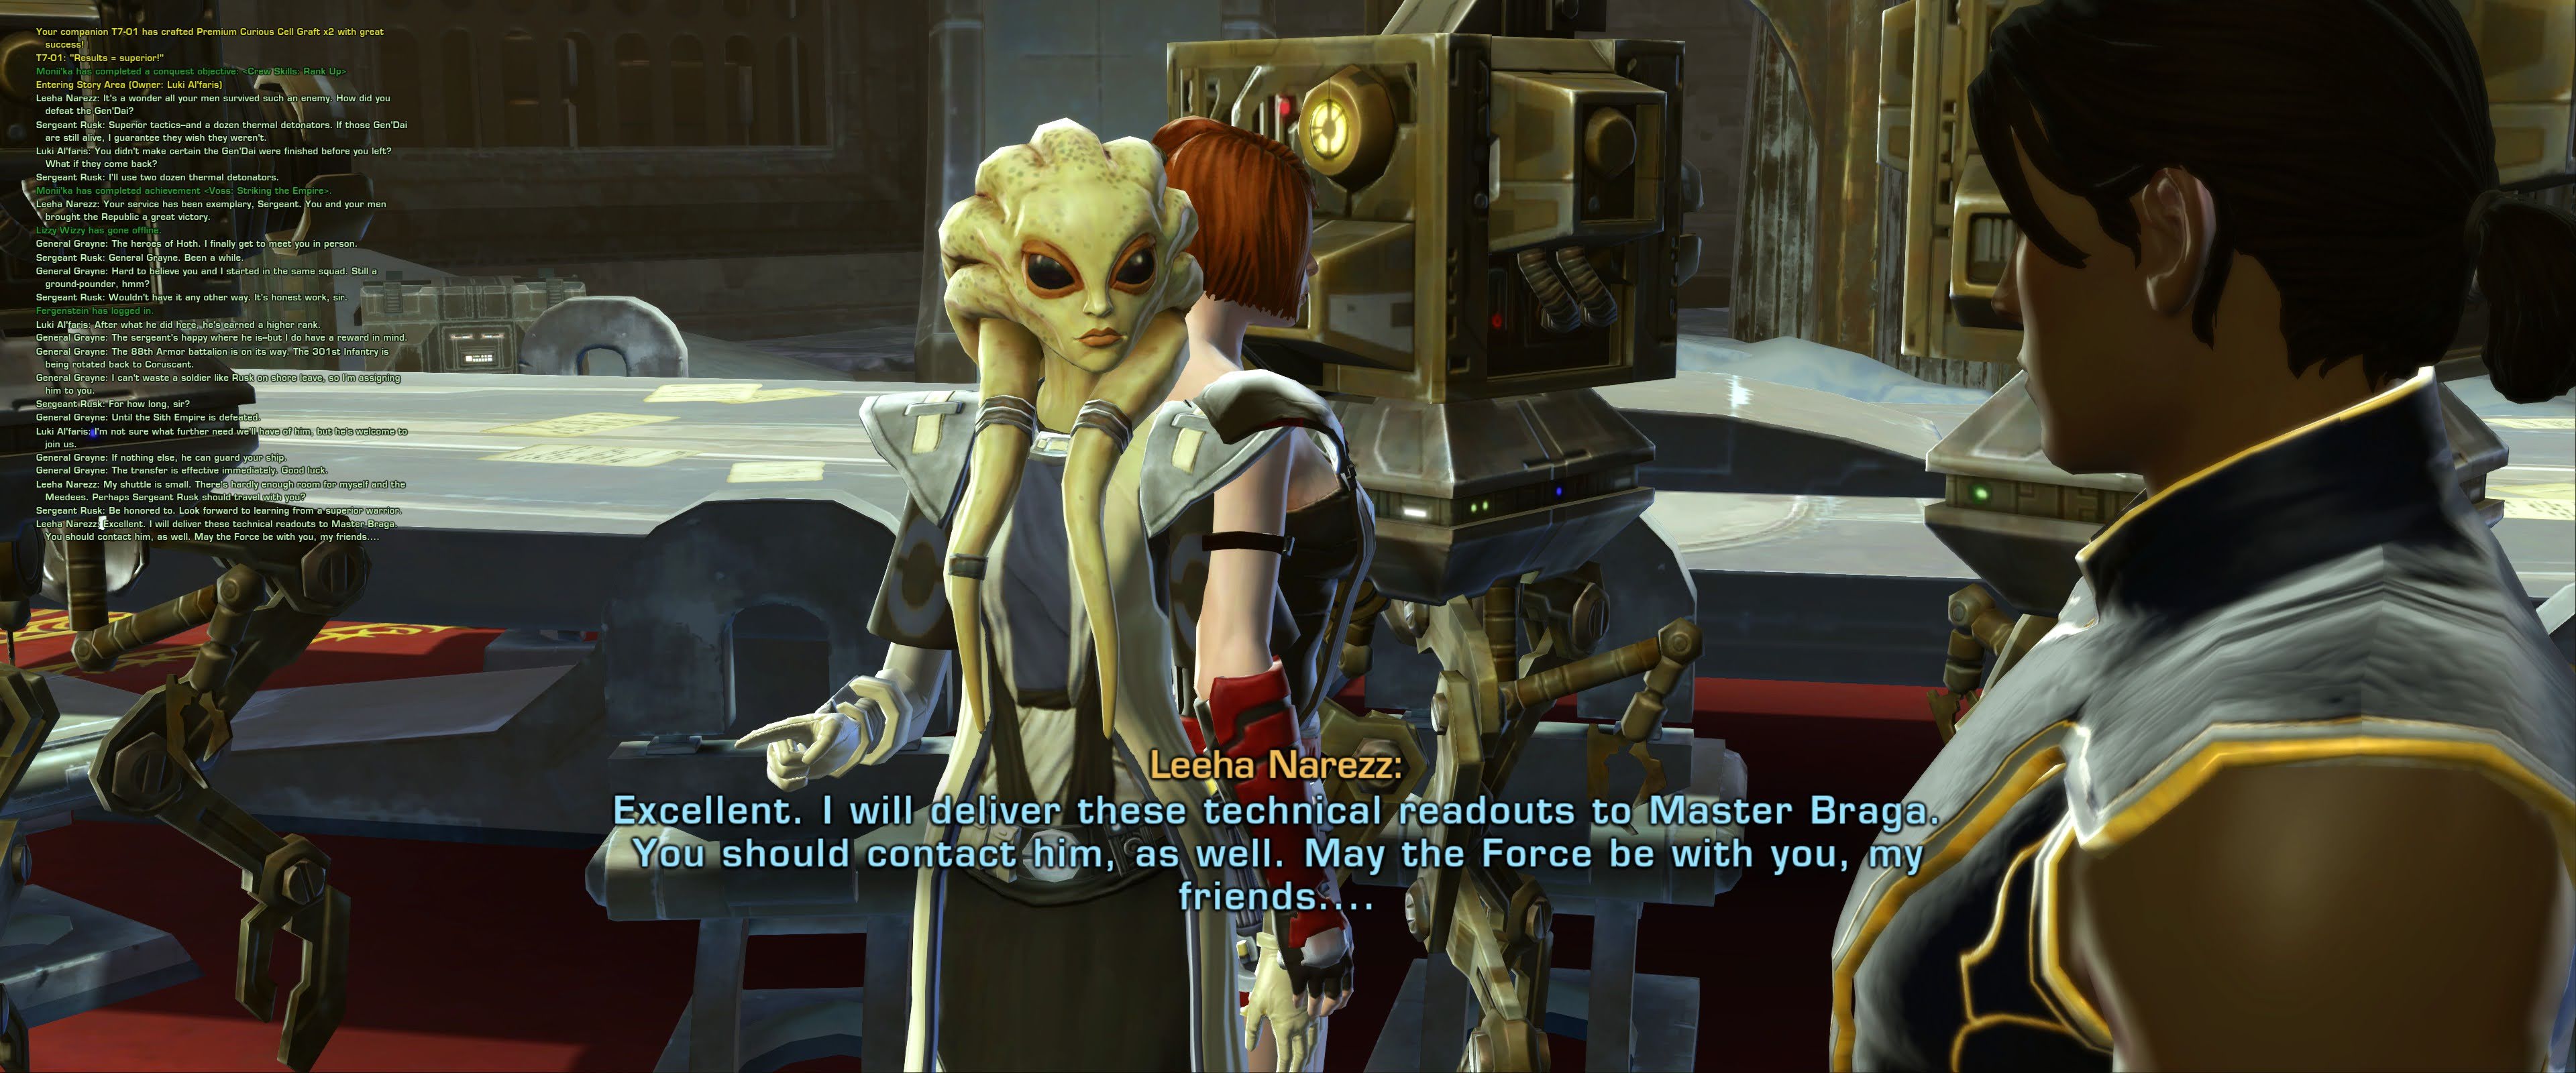 Your companion T7-01 has crafted Premium Curious Cell Graft x2 with great
success!
T7-01: "Results = superior!"
Monii'ka has completed a conquest objective: <Crew Skills: Rank Up>
Entering Story Area (Owner: Luki Al'faris)
Leeha Narezz: It's a wonder all your men survived such an enemy. How did you
defeat the Gen'Dai?
Sergeant Rusk: Superior tactics—and a dozen thermal detonators. If those Gen'Dai
are still alive, I guarantee they wish they weren't.
Luki Al'faris: You didn't make certain the Gen'Dai were finished before you left?
What if they come back?
Sergeant Rusk: I'll use two dozen thermal detonators.
Monii'ka has completed achievement <Voss: Striking the Empire>.
Leeha Narezz: Your service has been exemplary, Sergeant. You and your men
brought the Republic a great victory.
Lizzy Wizzy has gone offline.
General Grayne: The heroes of Hoth. I finally get to meet you in person.
Sergeant Rusk: General Grayne. Been a while.
General Grayne: Hard to believe you and I started in the same squad. Still a
ground-pounder, hmm?
Sergeant Rusk: Wouldn't have it any other way. It's honest work, sir.
Fergenstein has logged in.
Luki Al'faris: After what he did here, he's earned a higher rank.
General Grayne: The sergeant's happy where he is—but I do have a reward in mind.
General Grayne: The 88th Armor battalion is on its way. The 301st Infantry is
being rotated back to Coruscant.
General Grayne: I can't waste a soldier like Rusk on shore leave, so I'm assigning
him to you.
Sergeant Rusk: For how long, sir?
General Grayne: Until the Sith Empire is defeated.
Luki Al'faris: I'm not sure what further need we'll have of him, but he's welcome to
join us.
General Grayne: If nothing else, he can guard your ship.
General Grayne: The transfer is effective immediately. Good luck.
Leeha Narezz: My shuttle is small. There's hardly enough room for myself and the
Meedees. Perhaps Sergeant Rusk should travel with you?
Sergeant Rusk: Be honored to. Look forward to learning from a superior warrior.
Leeha Narezz: Excellent. I will deliver these technical readouts to Master Braga.
You should contact him, as well. May the Force be with you, my friends....
Leeha Narezz:
Excellent. I will deliver these technical readouts to Master Braga.
You should contact him, as well. May the Force be with you, my
friends....